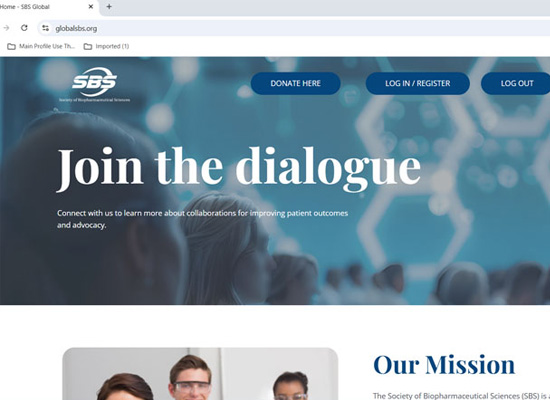 Home - SBS Global
globalsbs.org
Main Profile Use Th...
Imported (1)
SBS
Society of Biopharmaceutical Sciences
DONATE HERE
LOG IN / REGISTER
LOG OUT
Join the dialogue
Connect with us to learn more about collaborations for improving patient outcomes
and advocacy.
Our Mission
The Society of Biopharmaceutical Sciences (SBS) is a